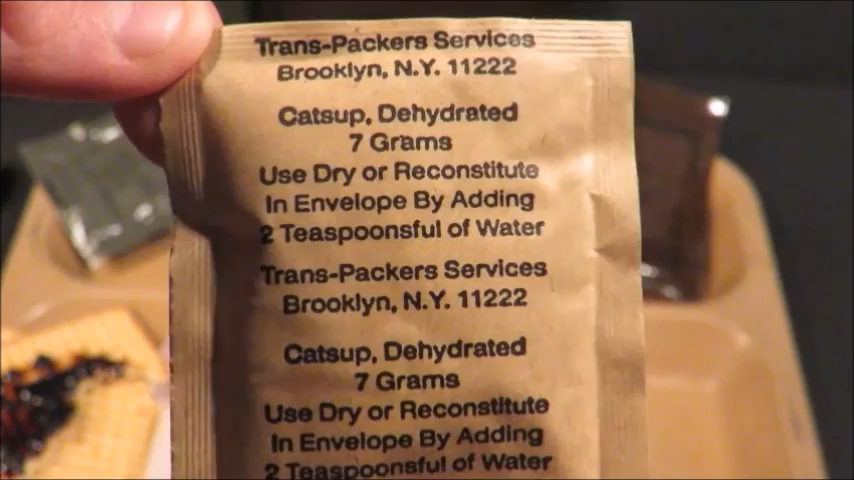 Trans-Packers Services
Brooklyn, N.Y. 11222
Catsup, Dehydrated
7 Grams
Use Dry or Reconstitute
In Envelope By Adding
2 Teaspoonsful of Water
Trans-Packers Services
Brooklyn, N.Y. 11222
Catsup, Dehydrated
7 Grams
Use Dry or Reconstitute
In Envelope By Adding
2 Teaspoonsful of Water